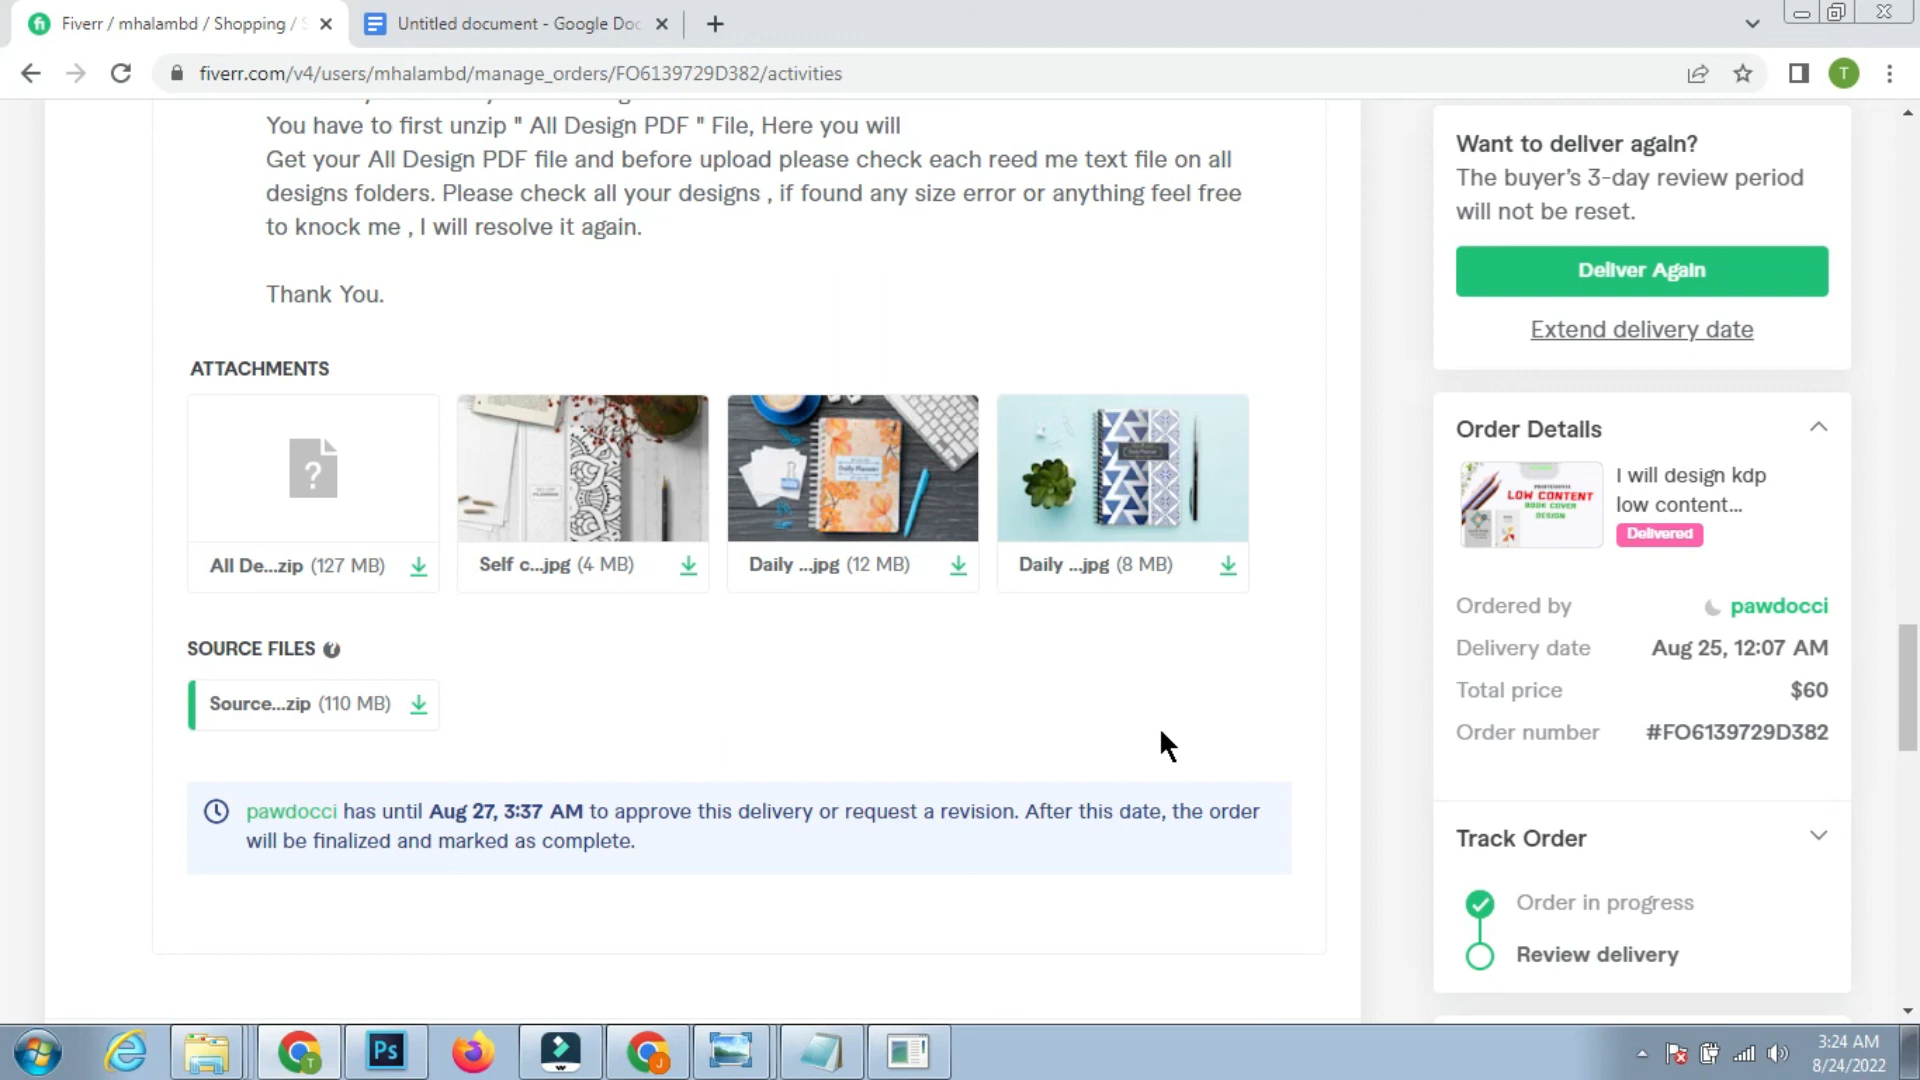 Fiverr / mhalambd / Shopping /
Untitled document - Google Doc
fiverr.com/v4/users/mhalambd/manage_orders/FO6139729D382/activities
T
You have to first unzip " All Design PDF " File, Here you will
Get your All Design PDF file and before upload please check each reed me text file on all
designs folders. Please check all your designs , if found any size error or anything feel free
to knock me , I will resolve it again.
Thank You.
ATTACHMENTS
All De...zip (127 MB)
Self c...jpg (4 MB)
Daily ...jpg (12 MB)
Daily ...jpg (8 MB)
SOURCE FILES
Source...zip (110 MB)
pawdocci has until Aug 27, 3:37 AM to approve this delivery or request a revision. After this date, the order
will be finalized and marked as complete.
Want to deliver again?
The buyer's 3-day review period
will not be reset.
Deliver Again
Extend delivery date
Order Details
LOW CONTENT
BOOK COVER
DESIGN
I will design kdp
low content...
Delivered
Ordered by pawdocci
Delivery date Aug 25, 12:07 AM
Total price $60
Order number #FO6139729D382
Track Order
Order in progress
Review delivery
Ps
3:24 AM
8/24/2022